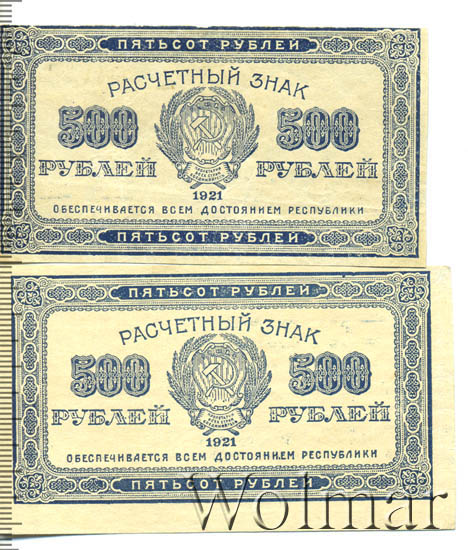 ПЯТЬСОТ РУБЛЕЙ
РАСЧЕТНЫЙ ЗНАК
500 500
РУБЛЕЙ РУБЛЕЙ
1921
ОБЕСПЕЧИВАЕТСЯ ВСЕМ ДОСТОЯНИЕМ РЕСПУБЛИКИ
ПЯТЬСОТ РУБЛЕЙ
ПЯТЬСОТ РУБЛЕЙ
РАСЧЕТНЫЙ ЗНАК
500 500
РУБЛЕЙ РУБЛЕЙ
1921
ОБЕСПЕЧИВАЕТСЯ ВСЕМ ДОСТОЯНИЕМ РЕСПУБЛИКИ
ПЯТЬСОТ РУБЛЕЙ
Wolmar